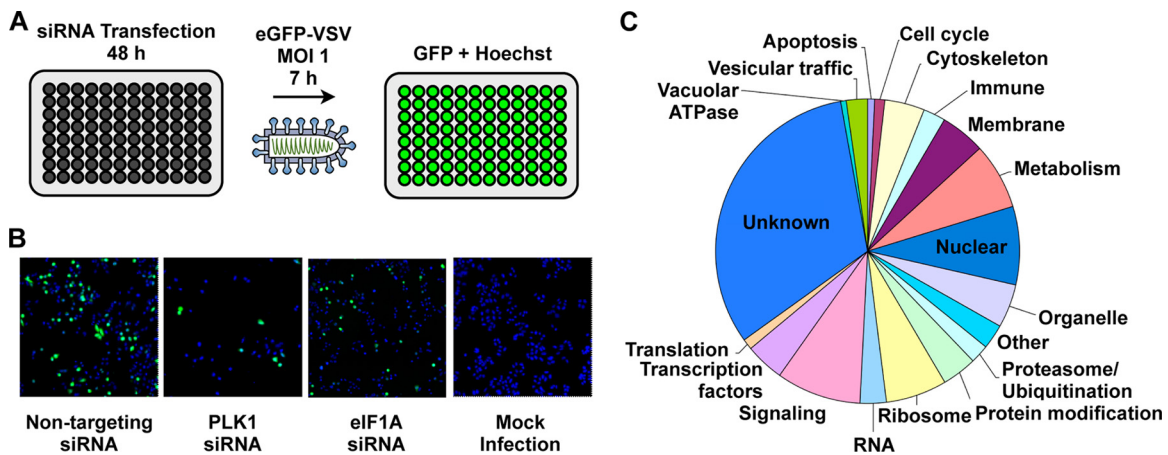 A
siRNA Transfection
48 h
eGFP-VSV
MOI 1
7 h
GFP + Hoechst
B
Non-targeting
siRNA
PLK1
siRNA
eIF1A
siRNA
Mock
Infection
C
Apoptosis
Cell cycle
Cytoskeleton
Immune
Membrane
Metabolism
Nuclear
Organelle
Other
Proteasome/
Ubiquitination
Protein modification
Ribosome
RNA
Signaling
Transcription
factors
Translation
Unknown
Vacuolar
ATPase
Vesicular traffic